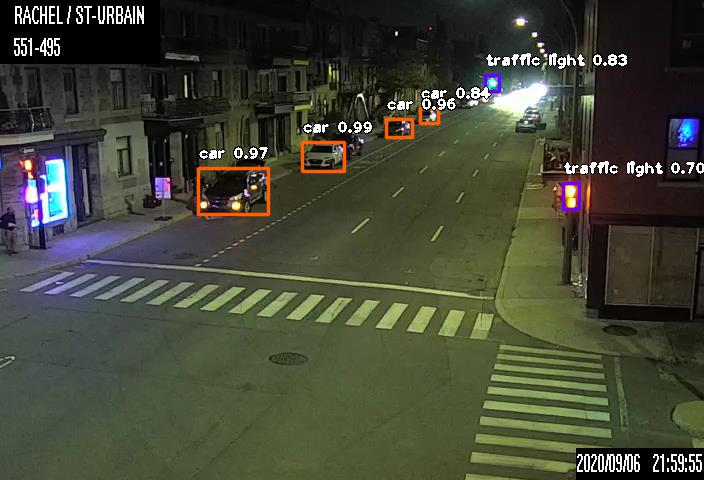 RACHEL / ST-URBAIN
551-495
traffic light 0.83
car 0.84
car 0.96
car 0.99
car 0.97
traffic light 0.70
2020/09/06 21:59:55